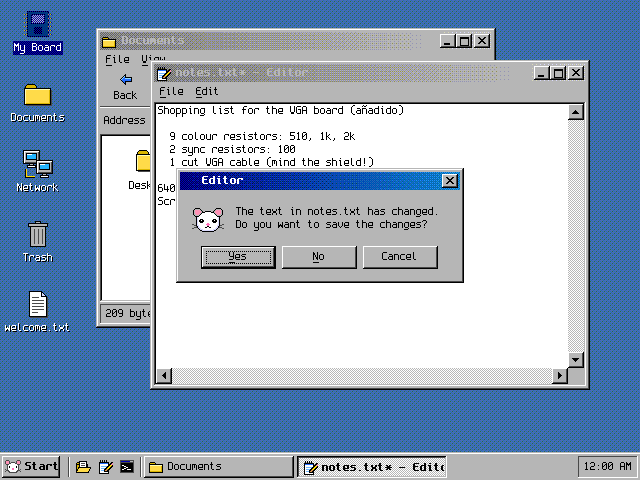 My Board
Documents
Network
Trash
welcome.txt
Documents
File View
Back
Address
209 byte
notes.txt* - Editor
File Edit
Shopping list for the VGA board (añadido)
9 colour resistors: 510, 1k, 2k
2 sync resistors: 100
1 cut VGA cable (mind the shield!)
640
Scr
Editor
The text in notes.txt has changed.
Do you want to save the changes?
Yes No Cancel
Start Documents notes.txt* - Edit 12:00 AM